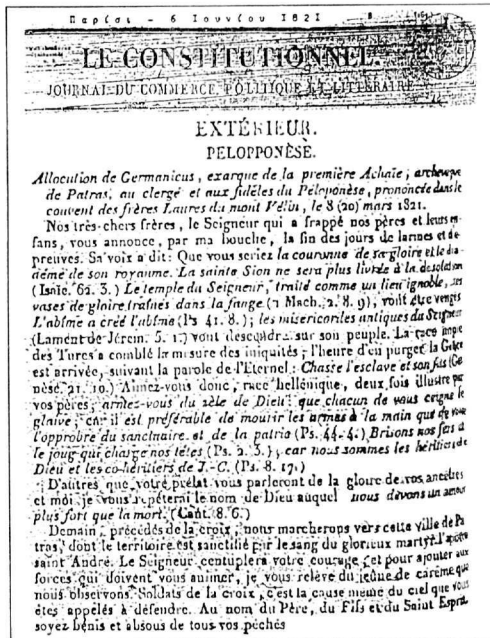 Παρίσι - 6 Ιουνίου 1821
LE CONSTITUTIONNEL.
JOURNAL DU COMMERCE, POLITIQUE ET LITTÉRAIRE
EXTÉRIEUR.
PELOPPONÈSE.
Allocution de Germanicus, exarque de la première Achaïe; archevêque
de Patras, au clergé et aux fidèles du Péloponèse, prononcée dans le
couvent des frères Laures du mont Vélin, le 8 (20) mars 1821.
Nos très-chers frères, le Seigneur qui a frappé nos pères et leurs en-
fans, vous annonce, par ma bouche, la fin des jours de larmes et de
preuves. Sa voix a dit: Que vous seriez la couronne de sa gloire et le dia-
dème de son royaume. La sainte Sion ne sera plus livrée à la désolation
(Isaïe. 62. 3.) Le temple du Seigneur, traité comme un lieu ignoble, ses
vases de gloire traînés dans la fange (1 Mach. 2. 8. 9), vont être vengés
L'abîme a créé l'abîme (Ps 41. 8.); les miséricordes antiques du Seigneur
(Lament de Jérem. 5. 1.) vont descendre sur son peuple. La race impie
des Turcs a comblé la mesure des iniquités; l'heure d'en purger la Grèce
est arrivée, suivant la parole de l'Eternel: Chasse l'esclave et son fils (Ge-
nèse. 21. 10.) Armez-vous donc, race hellénique, deux fois illustre par
vos pères; armez-vous du zèle de Dieu; que chacun de vous ceigne le
glaive; car il est préférable de mourir les armes à la main que de voir
l'opprobre du sanctuaire et de la patrie (Ps. 44. 4.) Brisons nos fers et
le joug qui charge nos têtes (Ps. 2. 3.), car nous sommes les héritiers de
Dieu et les co-héritiers de J.-C. (Ps. 8. 17.)
D'autres que votre prélat vous parleront de la gloire de vos ancêtres
et moi je vous répéterai le nom de Dieu auquel nous devons un amour
plus fort que la mort. (Cant. 8. 6.)
Demain, précédés de la croix, nous marcherons vers cette ville de Pa-
tras, dont le territoire est sanctifié par le sang du glorieux martyr l'apôtre
saint André. Le Seigneur centuplera votre courage, et pour ajouter aux
forces qui doivent vous animer, je vous relève du jeûne de carême que
nous observons. Soldats de la croix, c'est la cause même du ciel que vous
êtes appelés à défendre. Au nom du Père, du Fils et du Saint Esprit
soyez bénis et absous de tous vos péchés